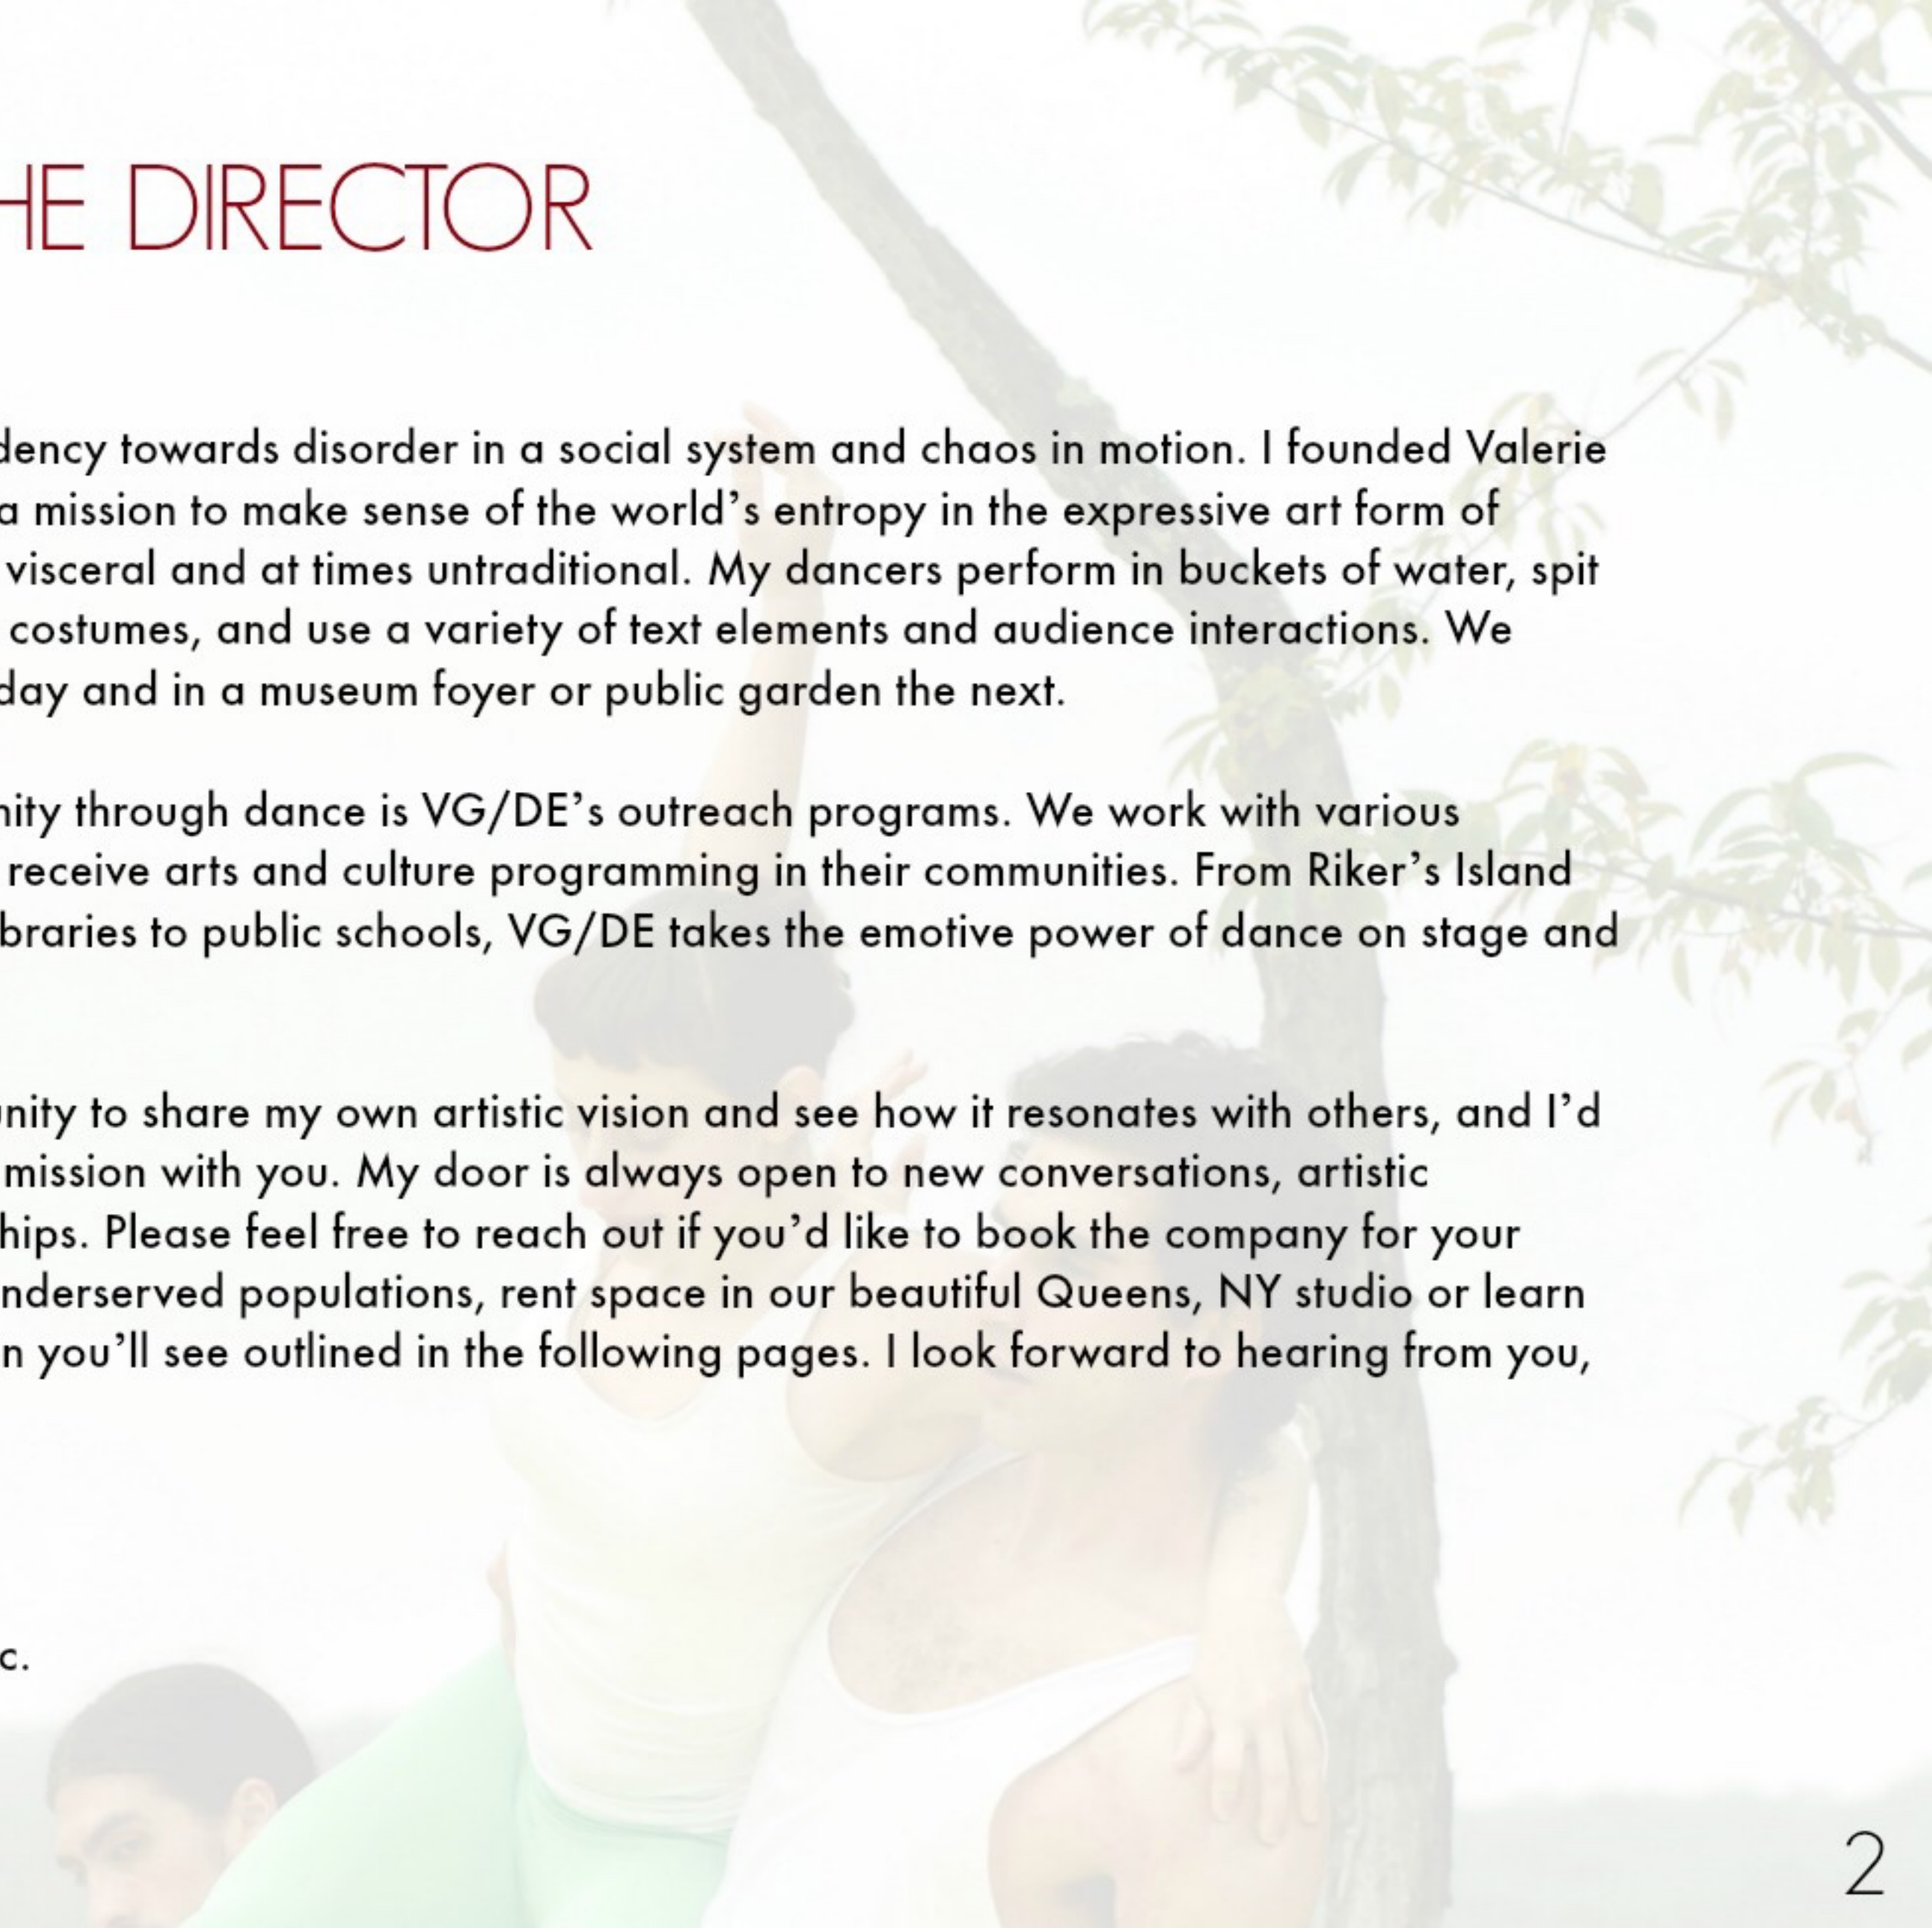 HE DIRECTOR
dency towards disorder in a social system and chaos in motion. I founded Valerie
a mission to make sense of the world's entropy in the expressive art form of
visceral and at times untraditional. My dancers perform in buckets of water, spit
costumes, and use a variety of text elements and audience interactions. We
day and in a museum foyer or public garden the next.
nity through dance is VG/DE's outreach programs. We work with various
receive arts and culture programming in their communities. From Riker's Island
braries to public schools, VG/DE takes the emotive power of dance on stage and
unity to share my own artistic vision and see how it resonates with others, and I'd
mission with you. My door is always open to new conversations, artistic
hips. Please feel free to reach out if you'd like to book the company for your
nderserved populations, rent space in our beautiful Queens, NY studio or learn
n you'll see outlined in the following pages. I look forward to hearing from you,
c.
2